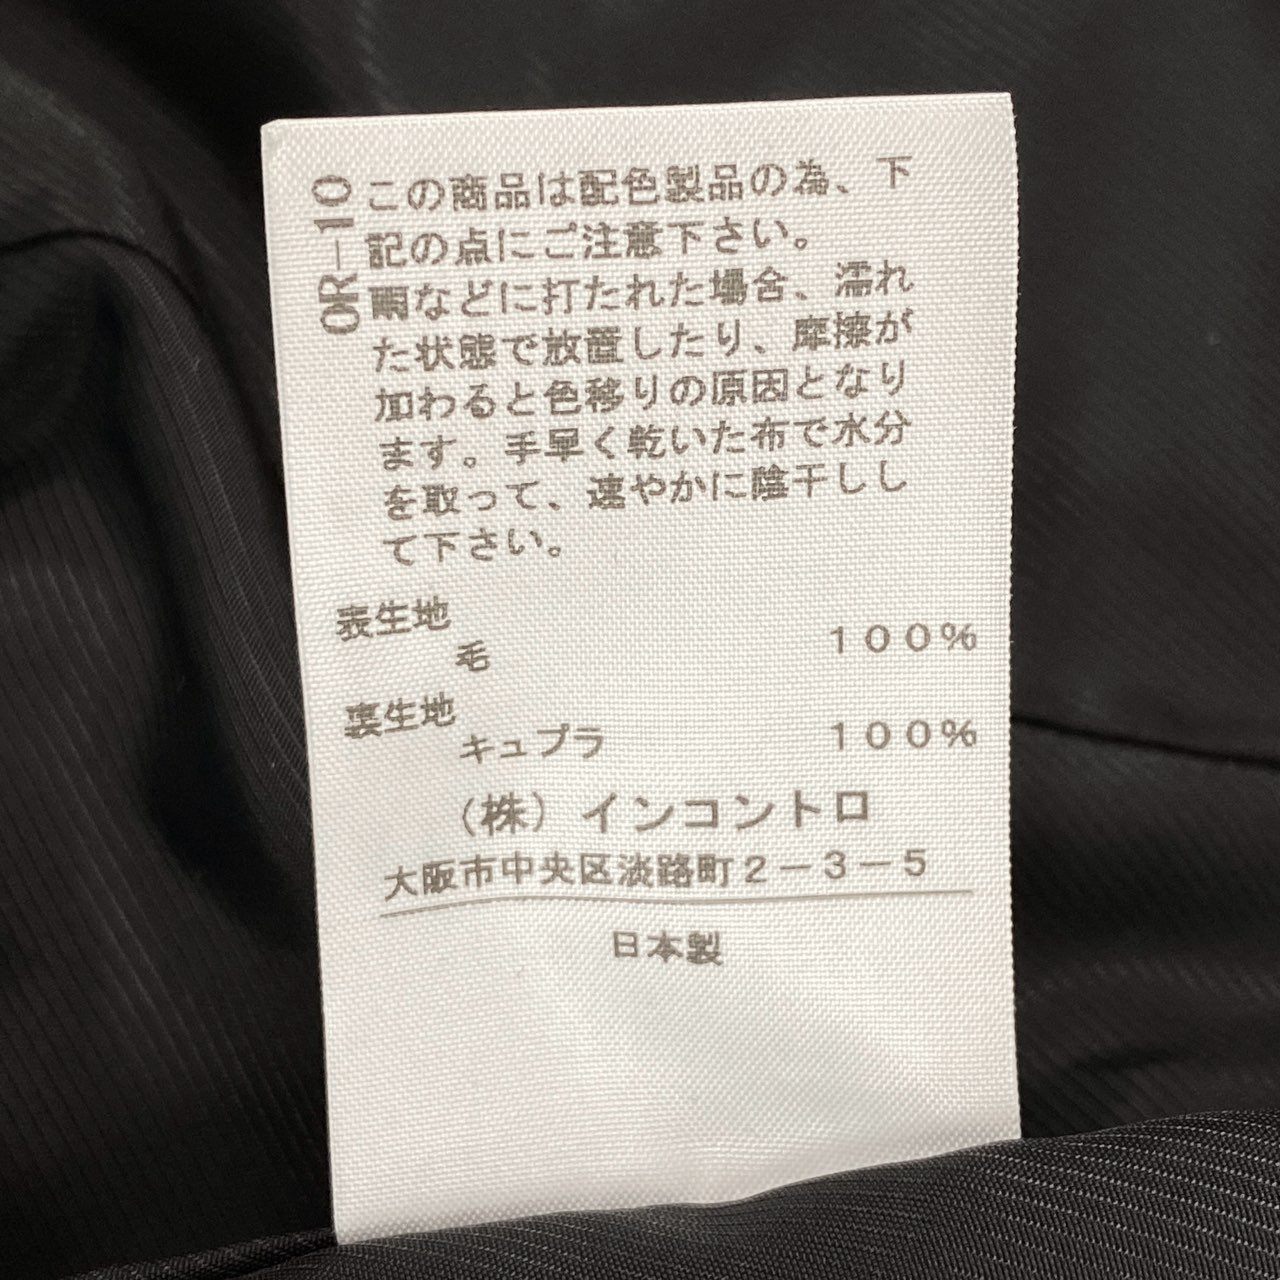 OR-10
この商品は配色製品の為、下
記の点にご注意下さい。
雨などに打たれた場合、濡れ
た状態で放置したり、摩擦が
加わると色移りの原因となり
ます。手早く乾いた布で水分
を取って、速やかに陰干しし
て下さい。
表生地
毛 100%
裏生地
キュプラ 100%
(株)インコントロ
大阪市中央区淡路町2-3-5
日本製